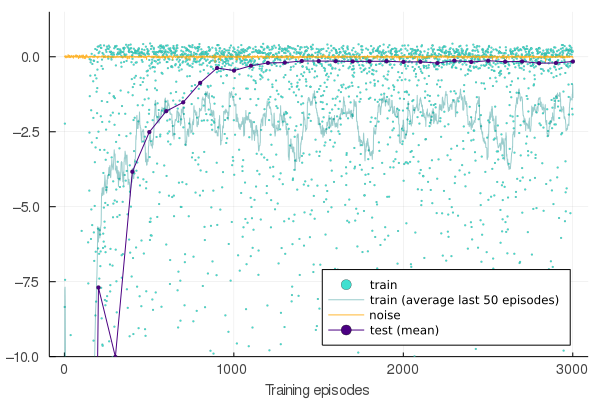 0.0
−2.5
−5.0
−7.5
−10.0
train
train (average last 50 episodes)
noise
test (mean)
0 1000 2000 3000
Training episodes